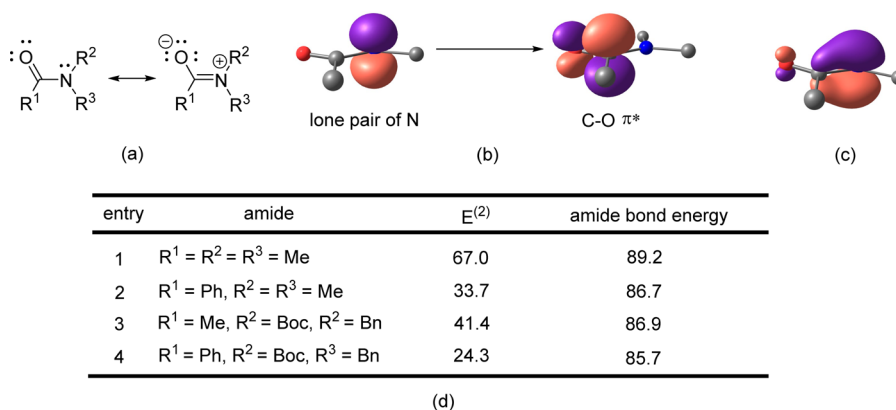 :O: R² R¹ N R³
⊖ :O: R² R¹ N ⊕ R³
lone pair of N
C-O π*
(a) (b) (c)
entry amide E⁽²⁾ amide bond energy
1 R¹ = R² = R³ = Me 67.0 89.2
2 R¹ = Ph, R² = R³ = Me 33.7 86.7
3 R¹ = Me, R² = Boc, R² = Bn 41.4 86.9
4 R¹ = Ph, R² = Boc, R³ = Bn 24.3 85.7
(d)